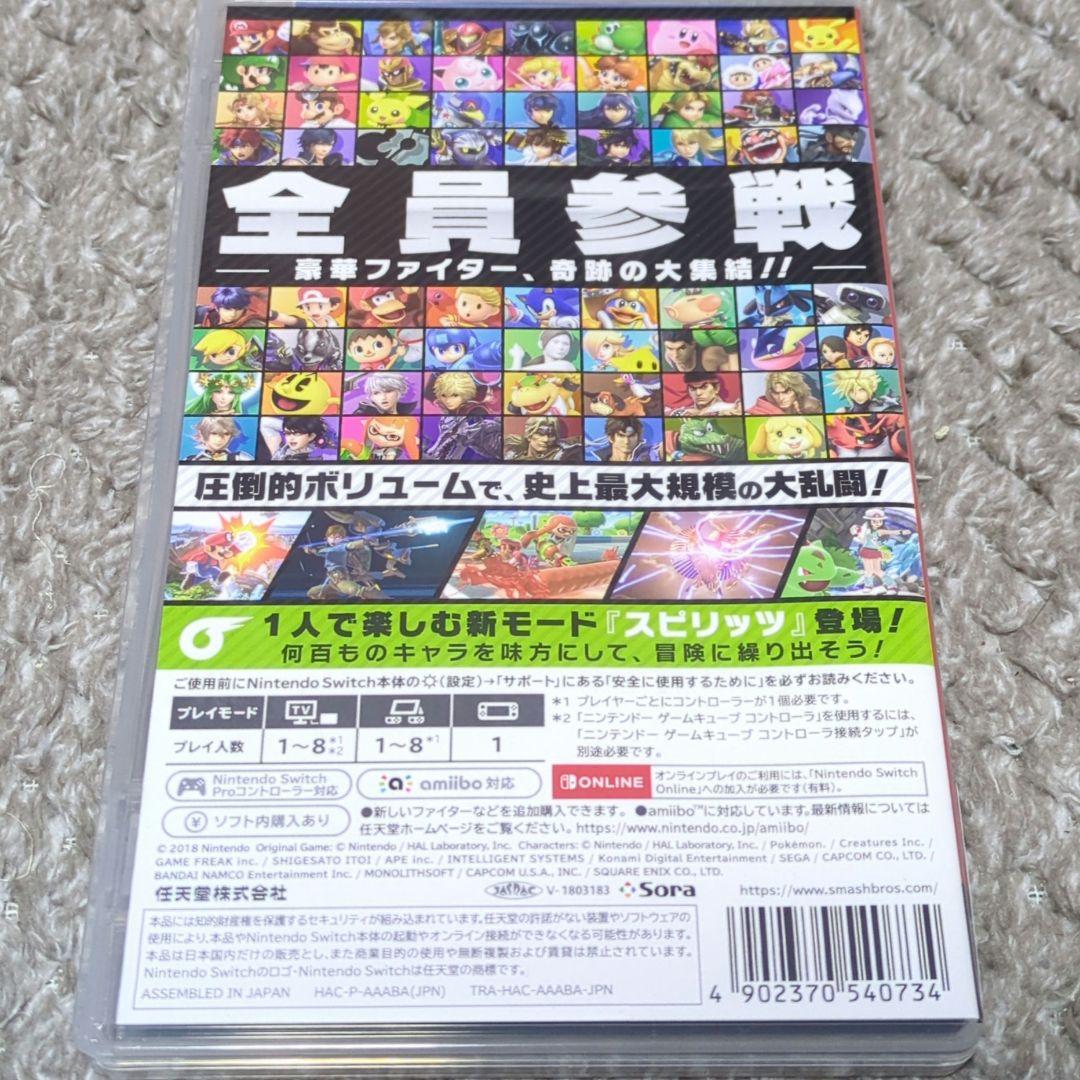 全員参戦
豪華ファイター、奇跡の大集結!!
圧倒的ボリュームで、史上最大規模の大乱闘!
1人で楽しむ新モード『スピリッツ』登場!
何百ものキャラを味方にして、冒険に繰り出そう!
ご使用前にNintendo Switch本体の(設定)→「サポート」にある「安全に使用するために」を必ずお読みください。
プレイモード TV
プレイ人数 1～8*1*2 1～8*1 1
*1 プレイヤーごとにコントローラーが1個必要です。
*2 「ニンテンドー ゲームキューブ コントローラ」を使用するには、
「ニンテンドー ゲームキューブ コントローラ接続タップ」が
別途必要です。
Nintendo Switch
Proコントローラー対応
amiibo 対応
ONLINE
オンラインプレイのご利用には、「Nintendo Switch
Online」への加入が必要です(有料)。
¥ ソフト内購入あり
●新しいファイターなどを追加購入できます。 ●amiibo™に対応しています。最新情報については
任天堂ホームページをご覧ください。https://www.nintendo.co.jp/amiibo/
© 2018 Nintendo Original Game: © Nintendo / HAL Laboratory, Inc. Characters: © Nintendo / HAL Laboratory, Inc. / Pokémon. / Creatures Inc. /
GAME FREAK inc. / SHIGESATO ITOI / APE inc. / INTELLIGENT SYSTEMS / Konami Digital Entertainment / SEGA / CAPCOM CO., LTD. /
BANDAI NAMCO Entertainment Inc. / MONOLITHSOFT / CAPCOM U.S.A., INC. / SQUARE ENIX CO., LTD.
任天堂株式会社
JASRAC V-1803183 Sora https://www.smashbros.com/
本品には知的財産権を保護するセキュリティが組み込まれています。任天堂の許諾がない装置やソフトウェアの
使用により、本品やNintendo Switch本体の起動やオンライン接続ができなくなる可能性があります。
本品は日本国内だけの販売とし、また商業目的の使用や無断複製および賃貸は禁止されています。
Nintendo Switchのロゴ・Nintendo Switchは任天堂の商標です。
ASSEMBLED IN JAPAN HAC-P-AAABA(JPN) TRA-HAC-AAABA-JPN
4 902370 540734